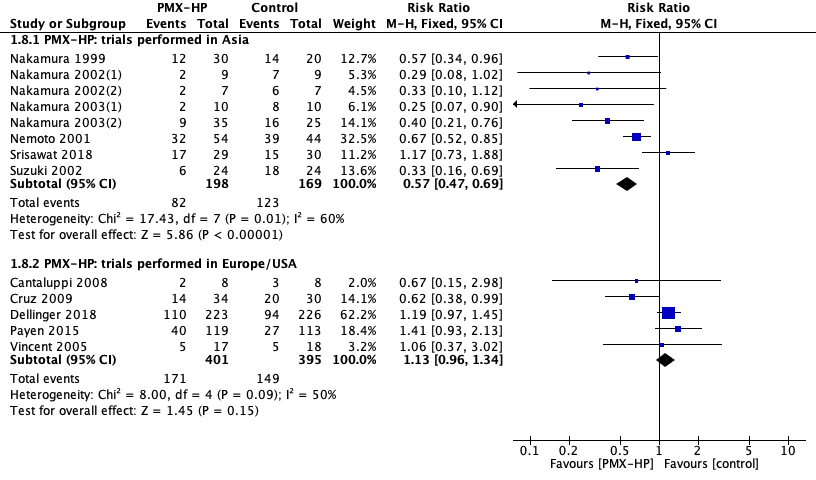 PMX-HP Control Risk Ratio Risk Ratio
Study or Subgroup Events Total Events Total Weight M-H, Fixed, 95% CI M-H, Fixed, 95% CI
1.8.1 PMX-HP: trials performed in Asia
Nakamura 1999 12 30 14 20 12.7% 0.57 [0.34, 0.96]
Nakamura 2002(1) 2 9 7 9 5.3% 0.29 [0.08, 1.02]
Nakamura 2002(2) 2 7 6 7 4.5% 0.33 [0.10, 1.12]
Nakamura 2003(1) 2 10 8 10 6.1% 0.25 [0.07, 0.90]
Nakamura 2003(2) 9 35 16 25 14.1% 0.40 [0.21, 0.76]
Nemoto 2001 32 54 39 44 32.5% 0.67 [0.52, 0.85]
Srisawat 2018 17 29 15 30 11.2% 1.17 [0.73, 1.88]
Suzuki 2002 6 24 18 24 13.6% 0.33 [0.16, 0.69]
Subtotal (95% CI) 198 169 100.0% 0.57 [0.47, 0.69]
Total events 82 123
Heterogeneity: Chi² = 17.43, df = 7 (P = 0.01); I² = 60%
Test for overall effect: Z = 5.86 (P < 0.00001)
1.8.2 PMX-HP: trials performed in Europe/USA
Cantaluppi 2008 2 8 3 8 2.0% 0.67 [0.15, 2.98]
Cruz 2009 14 34 20 30 14.1% 0.62 [0.38, 0.99]
Dellinger 2018 110 223 94 226 62.2% 1.19 [0.97, 1.45]
Payen 2015 40 119 27 113 18.4% 1.41 [0.93, 2.13]
Vincent 2005 5 17 5 18 3.2% 1.06 [0.37, 3.02]
Subtotal (95% CI) 401 395 100.0% 1.13 [0.96, 1.34]
Total events 171 149
Heterogeneity: Chi² = 8.00, df = 4 (P = 0.09); I² = 50%
Test for overall effect: Z = 1.45 (P = 0.15)
0.1 0.2 0.5 1 2 5 10
Favours [PMX-HP] Favours [control]